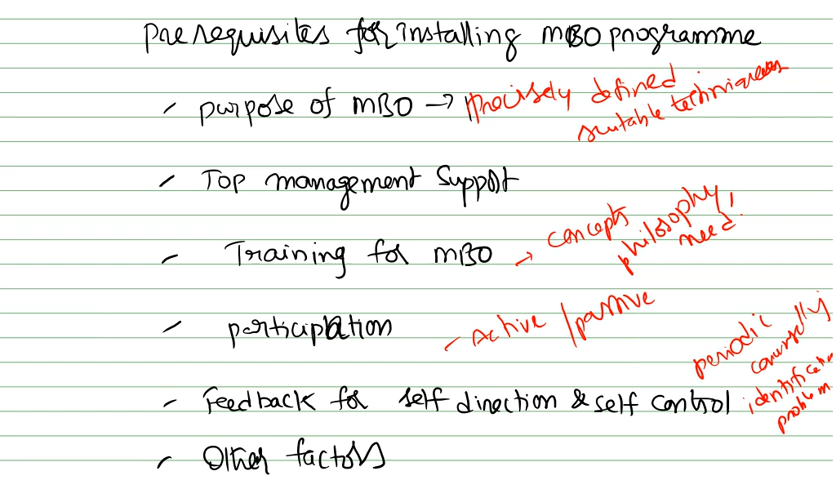 Prerequisites for installing MBO programme
✓ purpose of MBO → precisely defined
suitable techniques
✓ Top management support
✓ Training for MBO → concepts
philosophy,
need.
✓ participation – Active / passive
✓ Feedback for self direction & self control
periodic
identification
problem
✓ Other factors